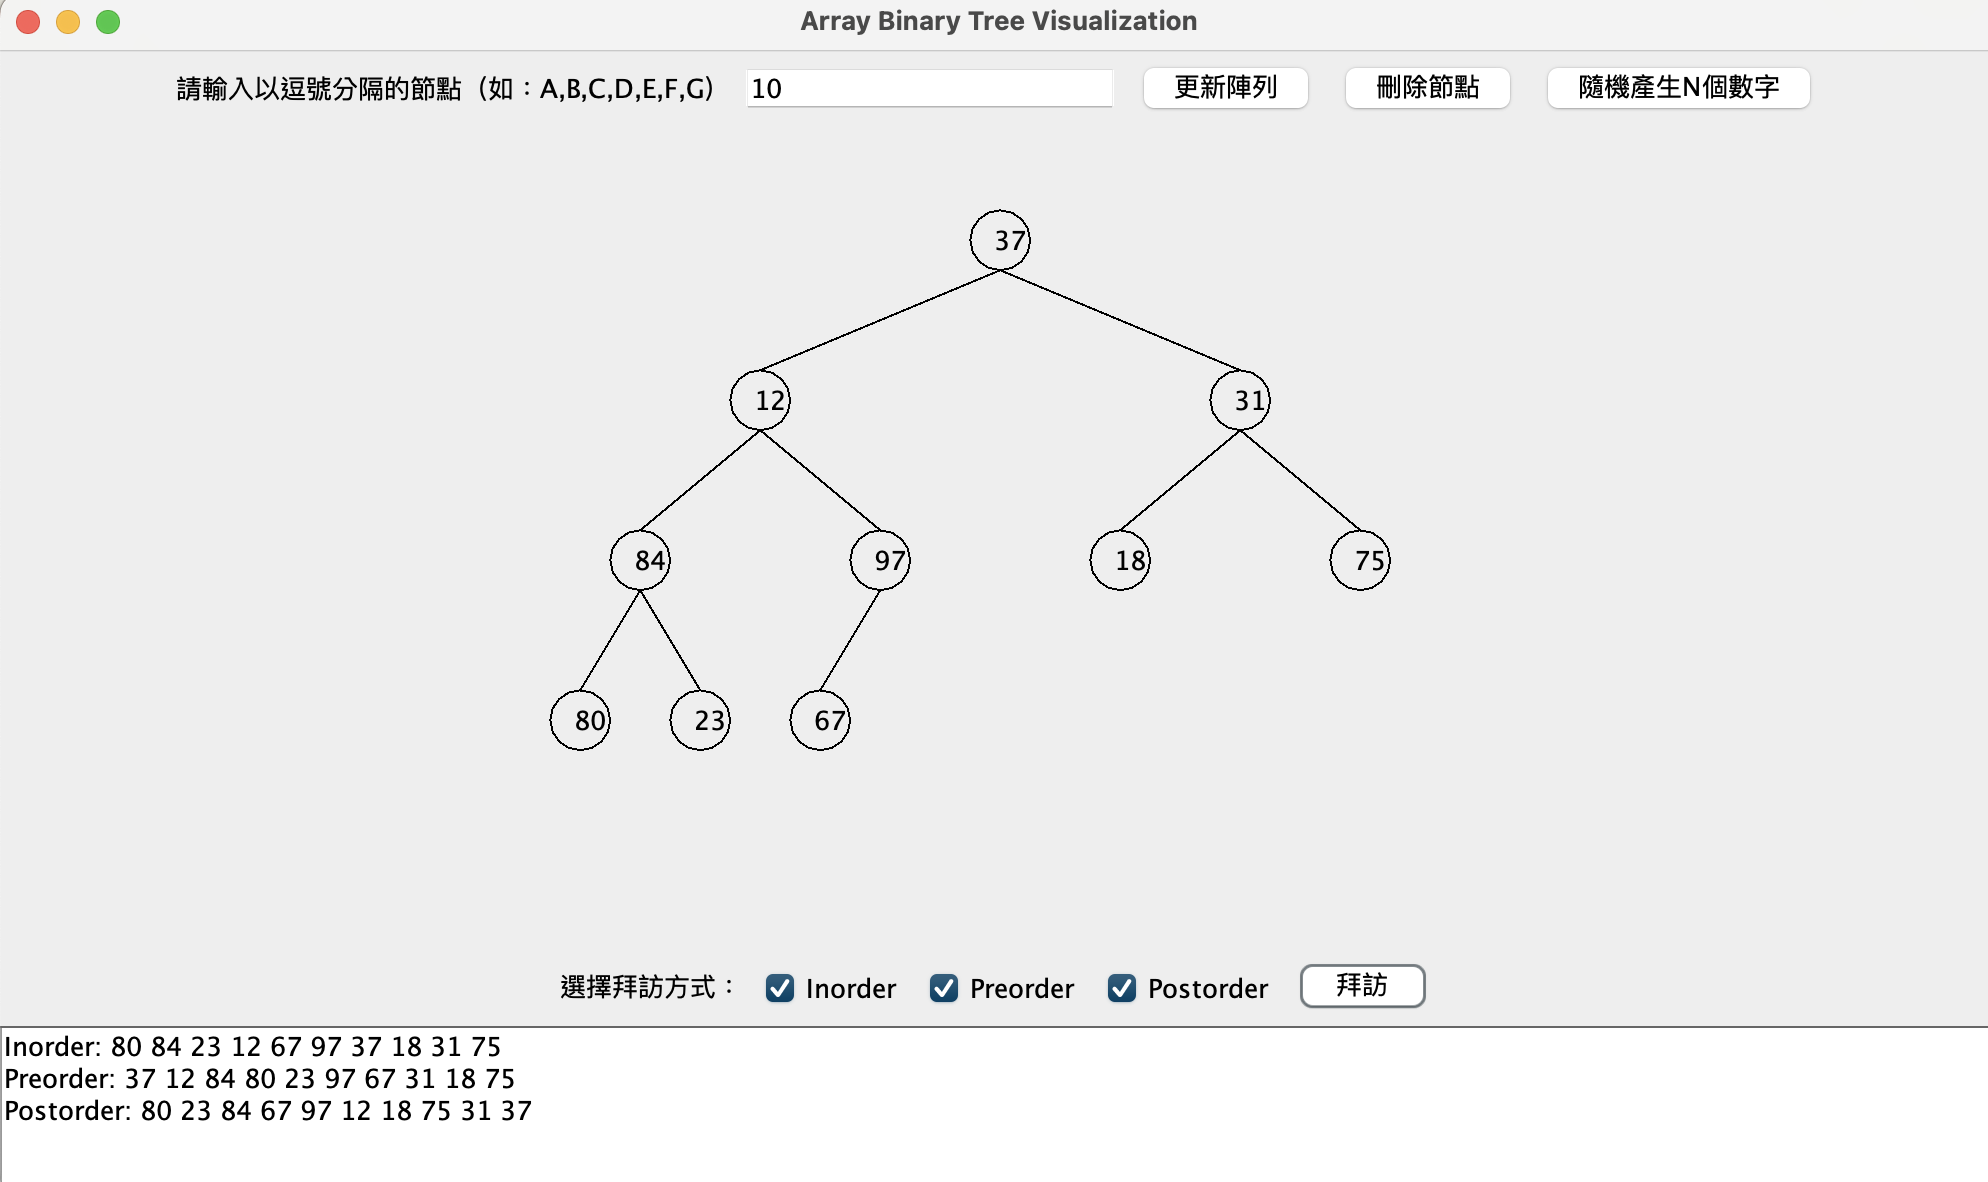 Array Binary Tree Visualization
請輸入以逗號分隔的節點（如：A,B,C,D,E,F,G） 10 更新陣列 刪除節點 隨機產生N個數字
37
12 31
84 97 18 75
80 23 67
選擇拜訪方式： Inorder Preorder Postorder 拜訪
Inorder: 80 84 23 12 67 97 37 18 31 75
Preorder: 37 12 84 80 23 97 67 31 18 75
Postorder: 80 23 84 67 97 12 18 75 31 37